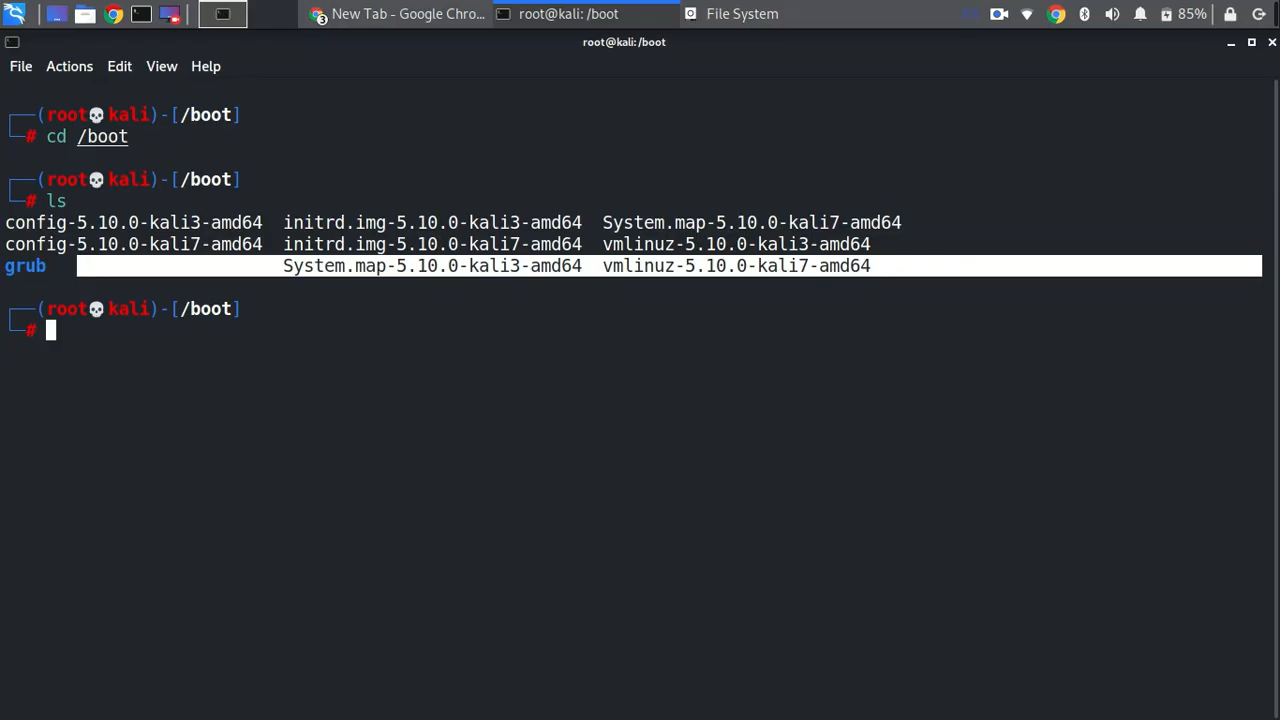 New Tab - Google Chro... root@kali: /boot File System 85%
3
root@kali:/boot
File Actions Edit View Help
(root💀kali)-[/boot]
# cd /boot
(root💀kali)-[/boot]
# ls
config-5.10.0-kali3-amd64 initrd.img-5.10.0-kali3-amd64 System.map-5.10.0-kali7-amd64
config-5.10.0-kali7-amd64 initrd.img-5.10.0-kali7-amd64 vmlinuz-5.10.0-kali3-amd64
grub System.map-5.10.0-kali3-amd64 vmlinuz-5.10.0-kali7-amd64
(root💀kali)-[/boot]
#